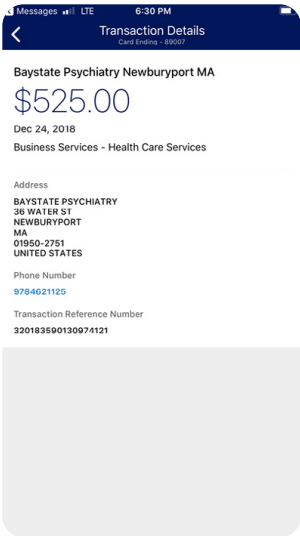 Messages LTE 6:30 PM
Transaction Details
Card Ending - 89007
Baystate Psychiatry Newburyport MA
$525.00
Dec 24, 2018
Business Services - Health Care Services
Address
BAYSTATE PSYCHIATRY
36 WATER ST
NEWBURYPORT
MA
01950-2751
UNITED STATES
Phone Number
9784621125
Transaction Reference Number
320183590130974121